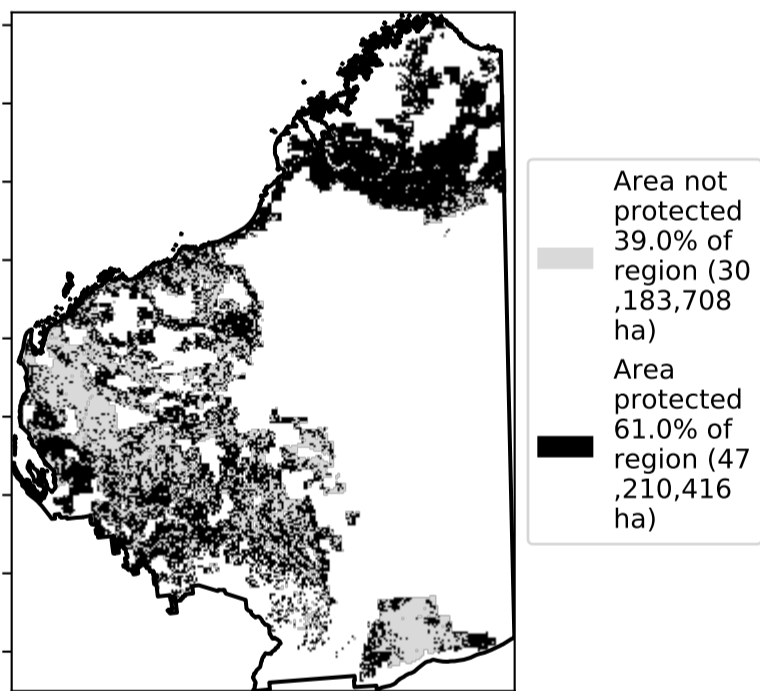 Area not
protected
39.0% of
region (30
,183,708
ha)
Area
protected
61.0% of
region (47
,210,416
ha)